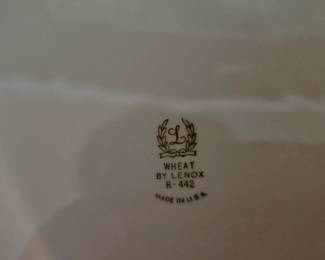 L
WHEAT
BY LENOX
R-442
MADE IN U.S.A.